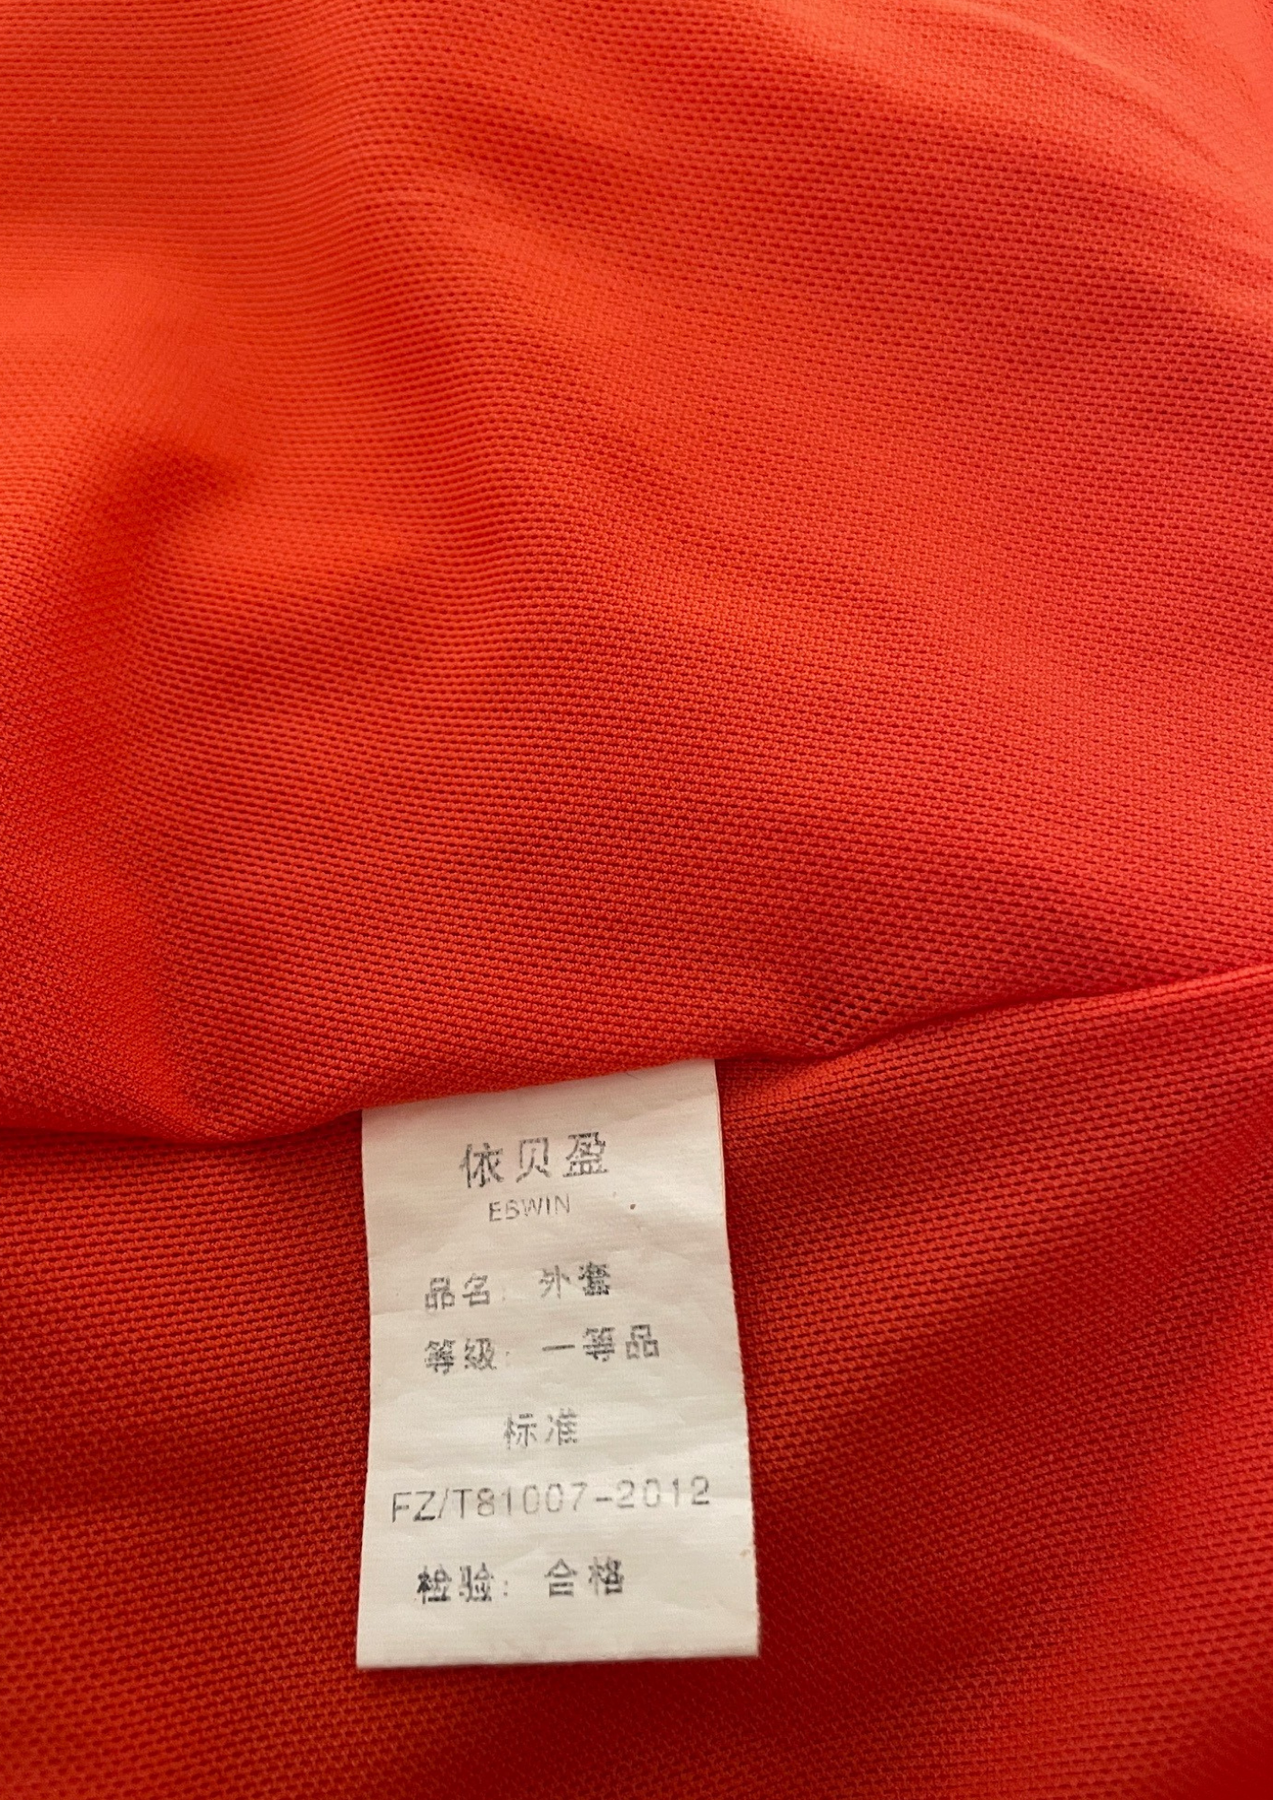 依贝盈
EBWIN
品名: 外套
等级: 一等品
标准
FZ/T81007-2012
检验: 合格